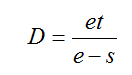 D = et / e − s